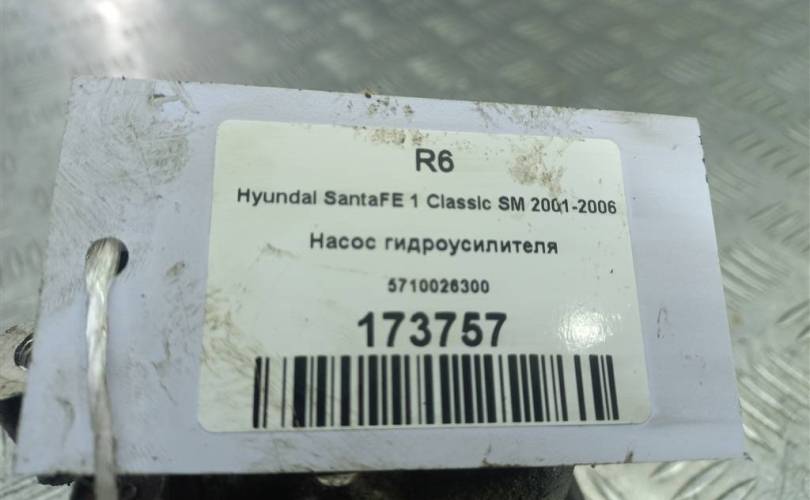 R6
Hyundai SantaFE 1 Classic SM 2001-2006
Насос гидроусилителя
5710026300
173757